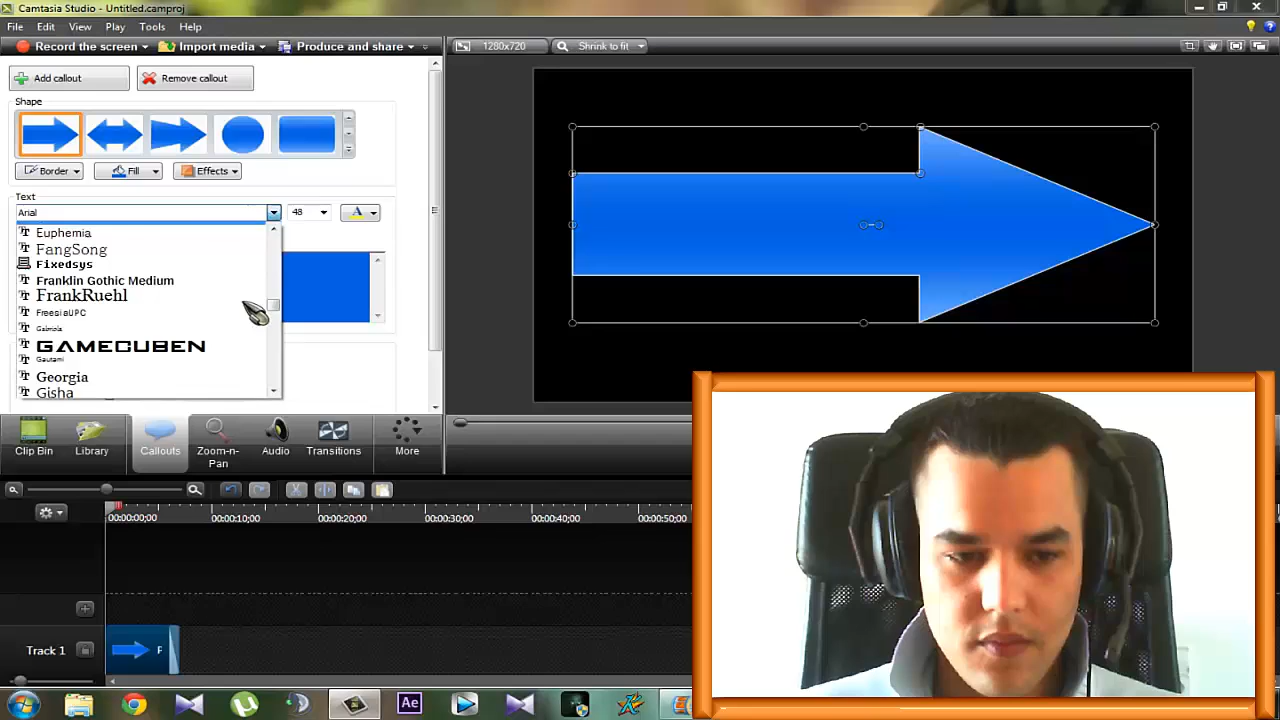 Camtasia Studio - Untitled.camproj
File Edit View Play Tools Help
Record the screen Import media Produce and share
1280x720 Shrink to fit
Add callout Remove callout
Shape
Border Fill Effects
Text
Arial 48 A
Euphemia
FangSong
Fixedsys
Franklin Gothic Medium
FrankRuehl
FreesiaUPC
Gabriola
GAMECUBEN
Gautami
Georgia
Gisha
Clip Bin Library Callouts Zoom-n-Pan Audio Transitions More
00:00:00;00 00:00:10;00 00:00:20;00 00:00:30;00 00:00:40;00 00:00:50;00
Track 1 F
Ae